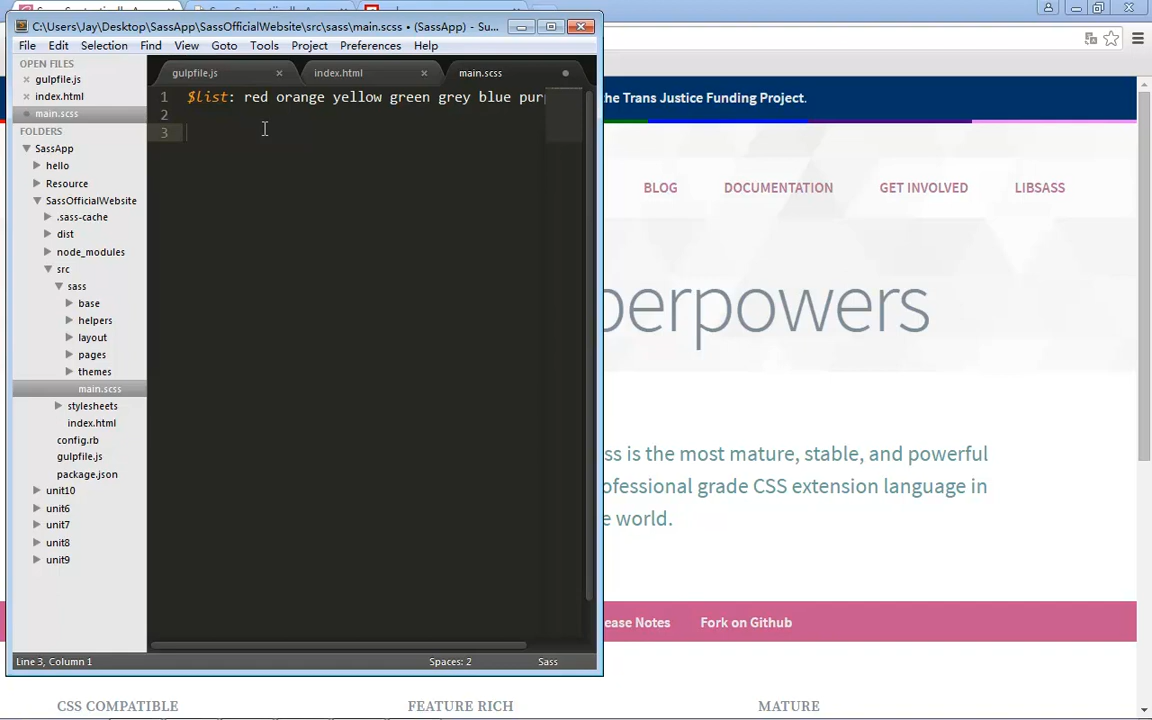 C:\Users\Jay\Desktop\SassApp\SassOfficialWebsite\src\sass\main.scss • (SassApp) - Su...
File Edit Selection Find View Goto Tools Project Preferences Help
OPEN FILES
gulpfile.js
index.html
main.scss
FOLDERS
SassApp
hello
Resource
SassOfficialWebsite
.sass-cache
dist
node_modules
src
sass
base
helpers
layout
pages
themes
main.scss
stylesheets
index.html
config.rb
gulpfile.js
package.json
unit10
unit6
unit7
unit8
unit9
gulpfile.js index.html main.scss
1 $list: red orange yellow green grey blue pur
2
3
Line 3, Column 1 Spaces: 2 Sass
the Trans Justice Funding Project.
BLOG DOCUMENTATION GET INVOLVED LIBSASS
perpowers
ss is the most mature, stable, and powerful
ofessional grade CSS extension language in
e world.
ease Notes Fork on Github
CSS COMPATIBLE FEATURE RICH MATURE